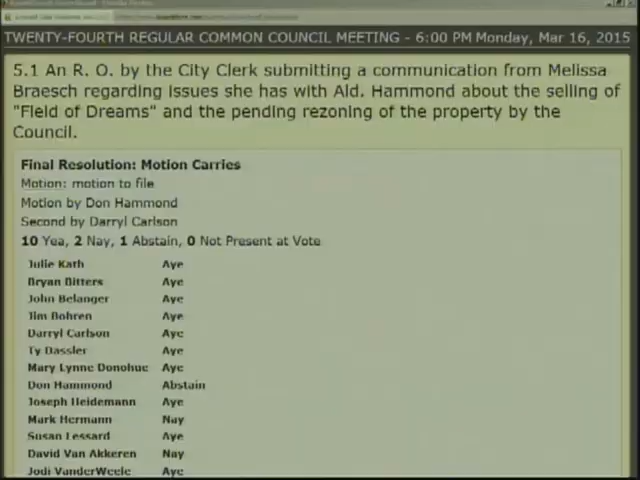 TWENTY-FOURTH REGULAR COMMON COUNCIL MEETING - 6:00 PM Monday, Mar 16, 2015
5.1 An R. O. by the City Clerk submitting a communication from Melissa
Braesch regarding issues she has with Ald. Hammond about the selling of
"Field of Dreams" and the pending rezoning of the property by the
Council.
Final Resolution: Motion Carries
Motion: motion to file
Motion by Don Hammond
Second by Darryl Carlson
10 Yea, 2 Nay, 1 Abstain, 0 Not Present at Vote
Julie Kath Aye
Bryan Bitters Aye
John Belanger Aye
Jim Bohren Aye
Darryl Carlson Aye
Ty Dassler Aye
Mary Lynne Donohue Aye
Don Hammond Abstain
Joseph Heidemann Aye
Mark Hermann Nay
Susan Lessard Aye
David Van Akkeren Nay
Jodi VanderWeele Aye